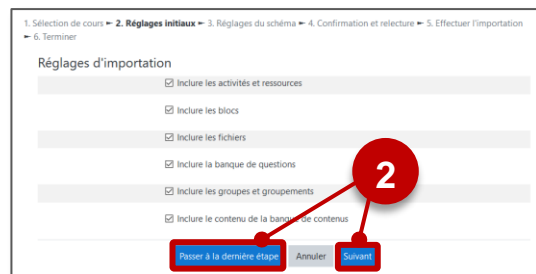 1. Sélection de cours ► 2. Réglages initiaux ► 3. Réglages du schéma ► 4. Confirmation et relecture ► 5. Effectuer l'importation
► 6. Terminer
Réglages d'importation
Inclure les activités et ressources
Inclure les blocs
Inclure les fichiers
Inclure la banque de questions
2
Inclure les groupes et groupements
Inclure le contenu de la banque de contenus
Passer à la dernière étape Annuler Suivant